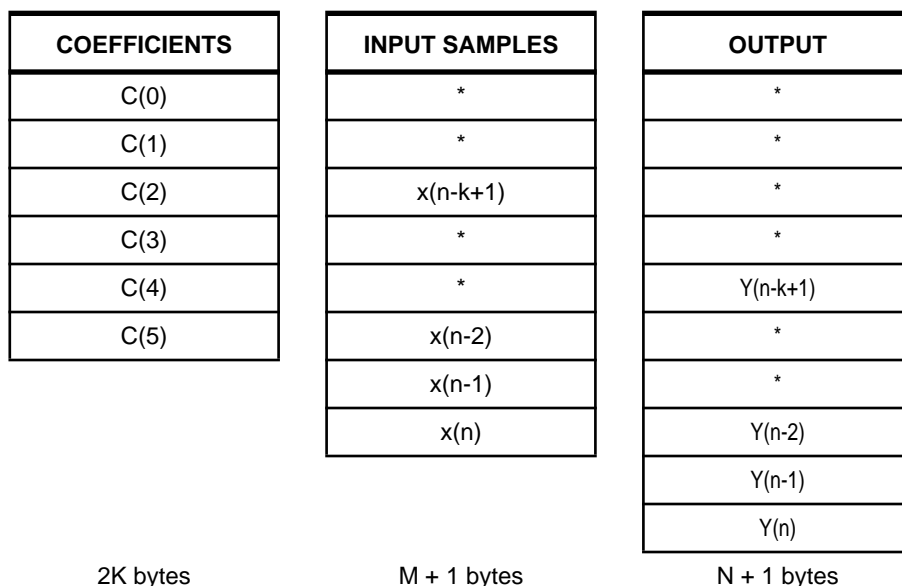 COEFFICIENTS
C(0)
C(1)
C(2)
C(3)
C(4)
C(5)
2K bytes
INPUT SAMPLES
*
*
x(n-k+1)
*
*
x(n-2)
x(n-1)
x(n)
M + 1 bytes
OUTPUT
*
*
*
*
Y(n-k+1)
*
*
Y(n-2)
Y(n-1)
Y(n)
N + 1 bytes